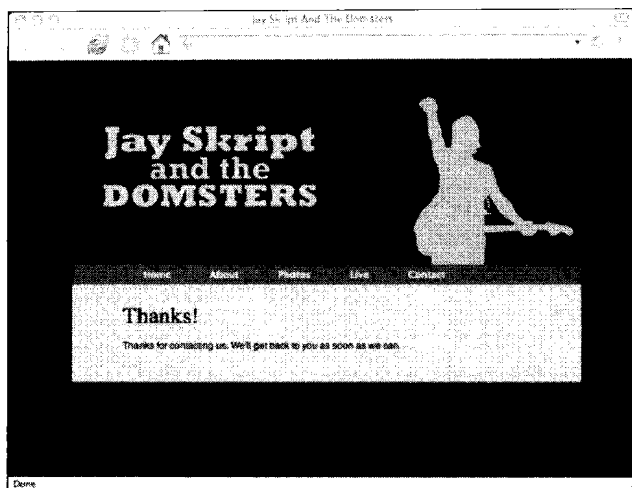 Jay Skript And The Domsters
Jay Skript
and the
DOMSTERS
Home About Photos Live Contact
Thanks!
Thanks for contacting us. We'll get back to you as soon as we can.
Done